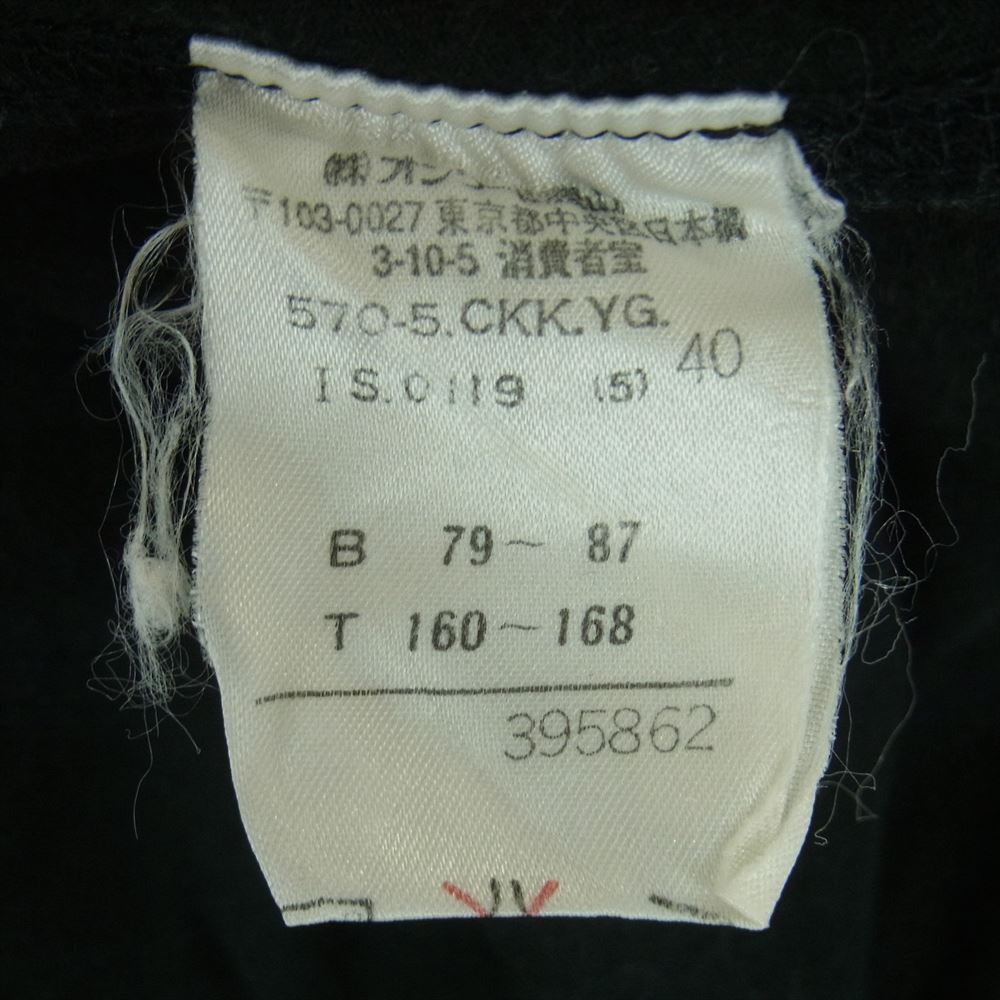 ㈱オンワード樫山
〒103-0027 東京都中央区日本橋
3-10-5 消費者室
570-5.CKK.YG.
40
IS.0119 (5)
B 79~87
T 160~168
395862